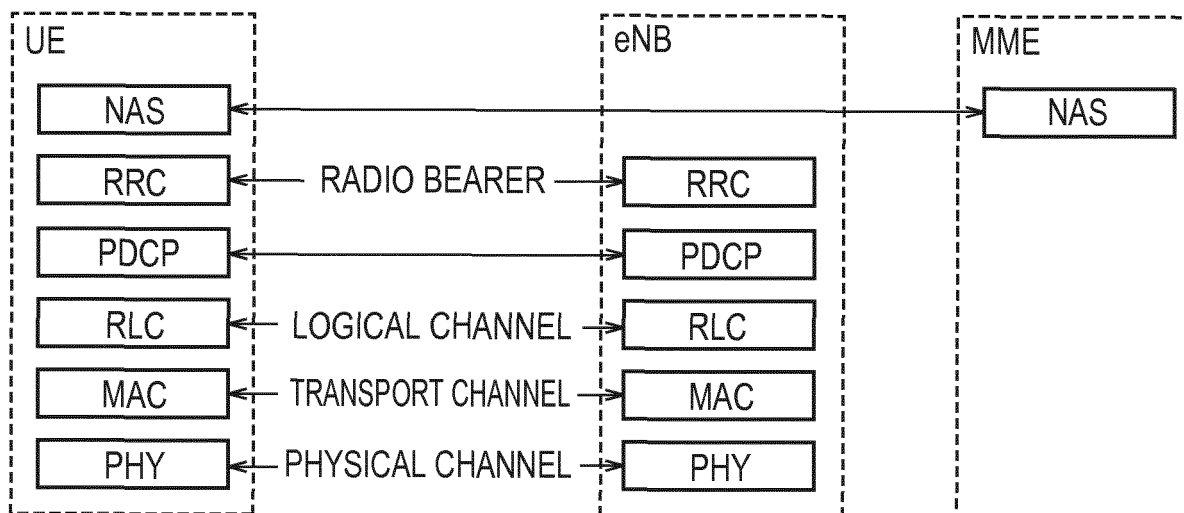 UE
eNB
MME
NAS
NAS
RRC
RADIO BEARER
RRC
PDCP
PDCP
RLC
LOGICAL CHANNEL
RLC
MAC
TRANSPORT CHANNEL
MAC
PHY
PHYSICAL CHANNEL
PHY